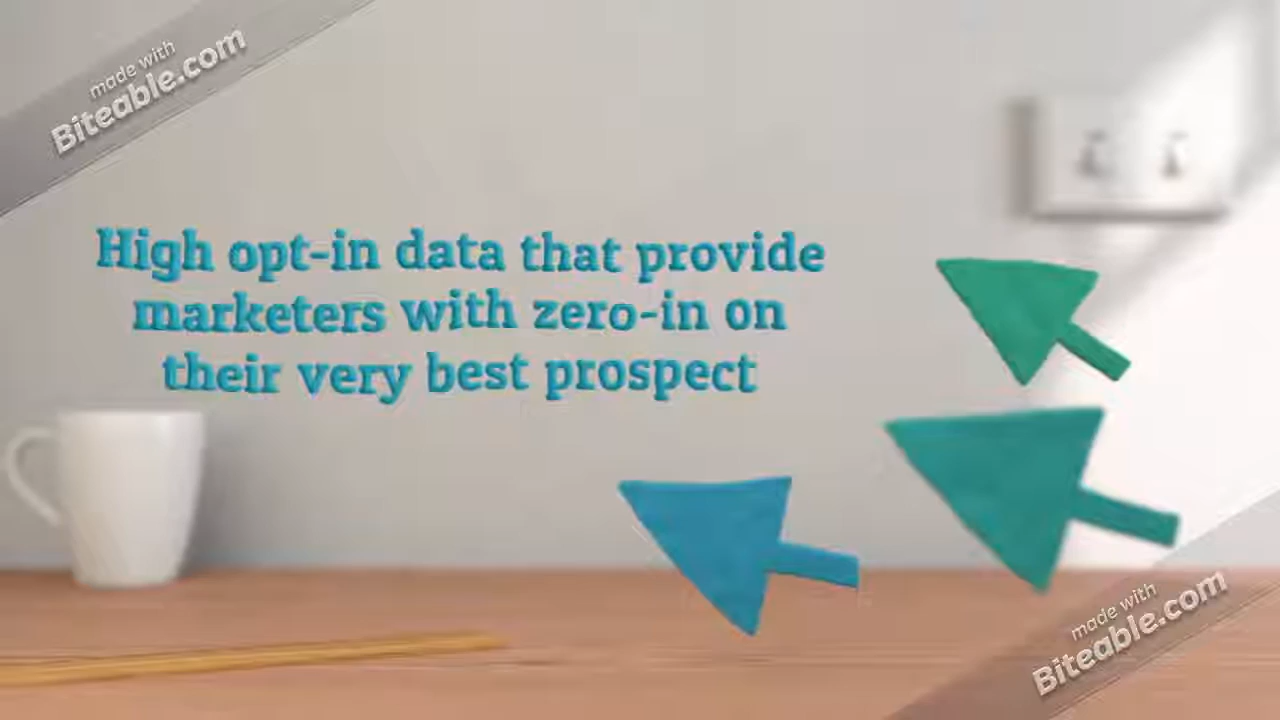 made with
Biteable.com
High opt-in data that provide
marketers with zero-in on
their very best prospect
made with
Biteable.com